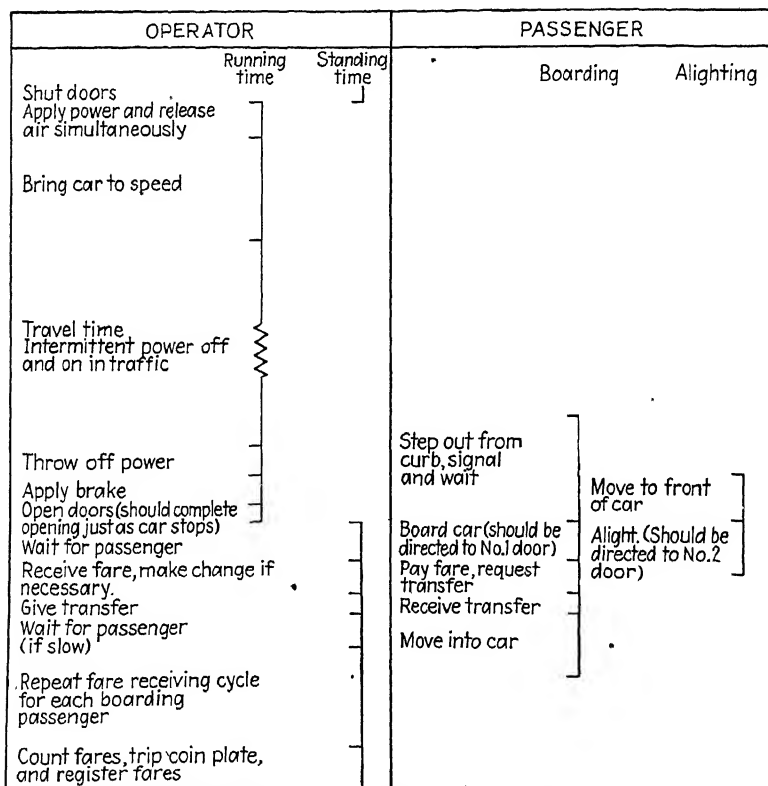 OPERATOR
Running time
Standing time
Shut doors
Apply power and release
air simultaneously
Bring car to speed
Travel time
Intermittent power off
and on in traffic
Throw off power
Apply brake
Open doors (should complete
opening just as car stops)
Wait for passenger
Receive fare, make change if
necessary.
Give transfer
Wait for passenger
(if slow)
Repeat fare receiving cycle
for each boarding
passenger
Count fares, trip coin plate,
and register fares
PASSENGER
Boarding
Alighting
Step out from
curb, signal
and wait
Move to front
of car
Board car (should be
directed to No.1 door)
Alight. (Should be
directed to No.2
door)
Pay fare, request
transfer
Receive transfer
Move into car